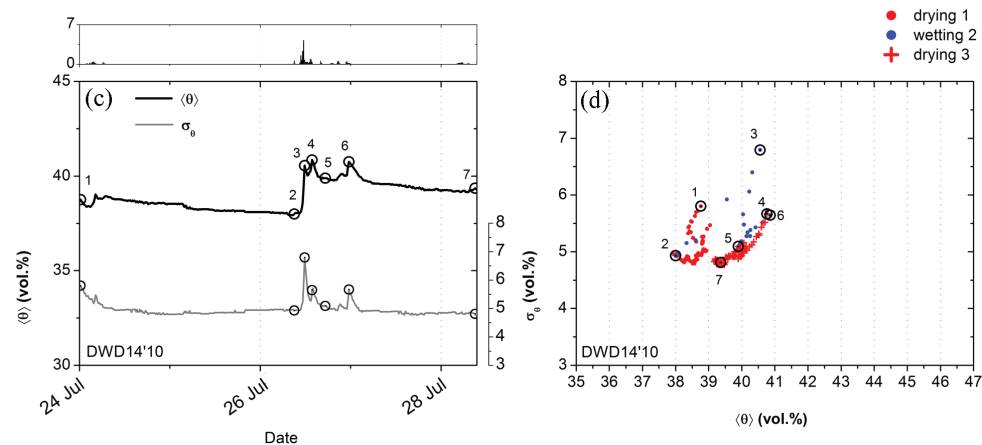 7
0
45
40
35
30
(c)
⟨θ⟩
σθ
1
2
3
4
5
6
7
8
7
6
5
4
3
⟨θ⟩ (vol.%)
DWD14'10
24 Jul
26 Jul
28 Jul
Date
drying 1
wetting 2
drying 3
8
7
6
5
4
3
σθ (vol.%)
(d)
1
2
3
4
5
6
7
DWD14'10
35 36 37 38 39 40 41 42 43 44 45 46 47
⟨θ⟩ (vol.%)